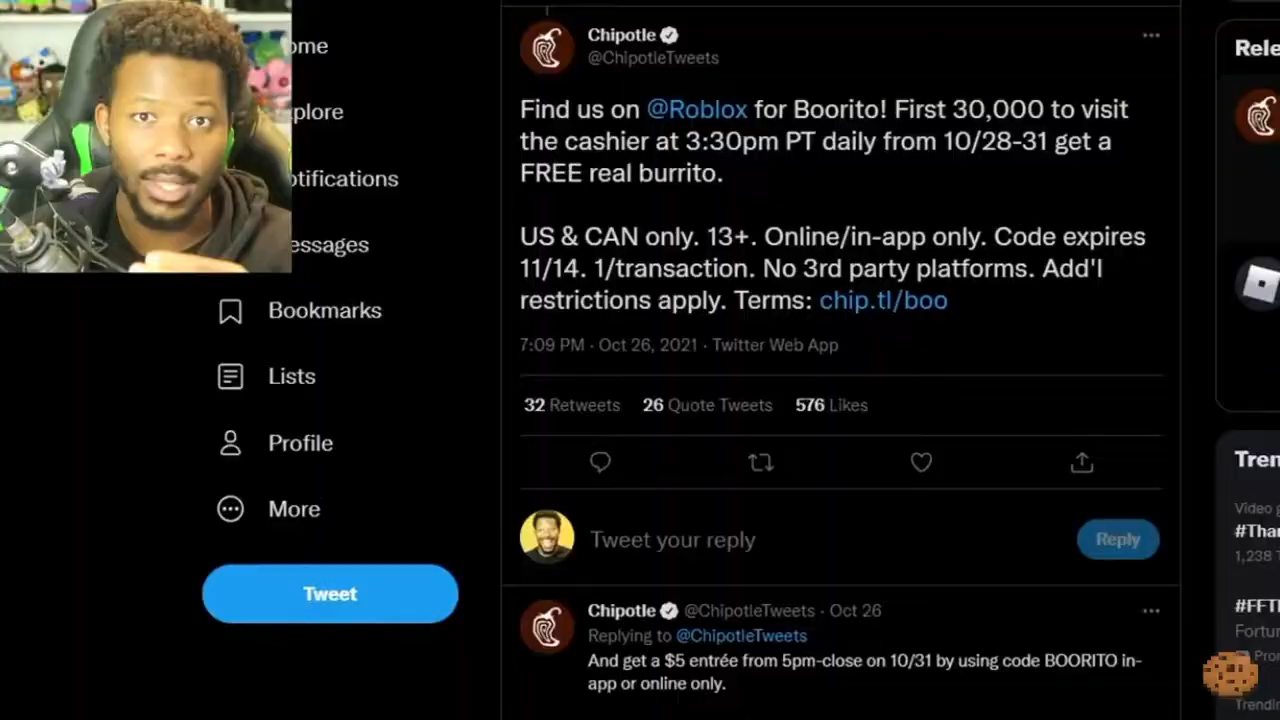 ome
plore
otifications
essages
Bookmarks
Lists
Profile
More
Tweet
Chipotle
@ChipotleTweets
Find us on @Roblox for Boorito! First 30,000 to visit
the cashier at 3:30pm PT daily from 10/28-31 get a
FREE real burrito.
US & CAN only. 13+. Online/in-app only. Code expires
11/14. 1/transaction. No 3rd party platforms. Add'l
restrictions apply. Terms: chip.tl/boo
7:09 PM · Oct 26, 2021 · Twitter Web App
32 Retweets 26 Quote Tweets 576 Likes
Tweet your reply
Reply
Chipotle @ChipotleTweets · Oct 26
Replying to @ChipotleTweets
And get a $5 entrée from 5pm-close on 10/31 by using code BOORITO in-
app or online only.
Rele
Tren
Video g
#Than
1,238 T
#FFT
Fortun
Pro
Trendin